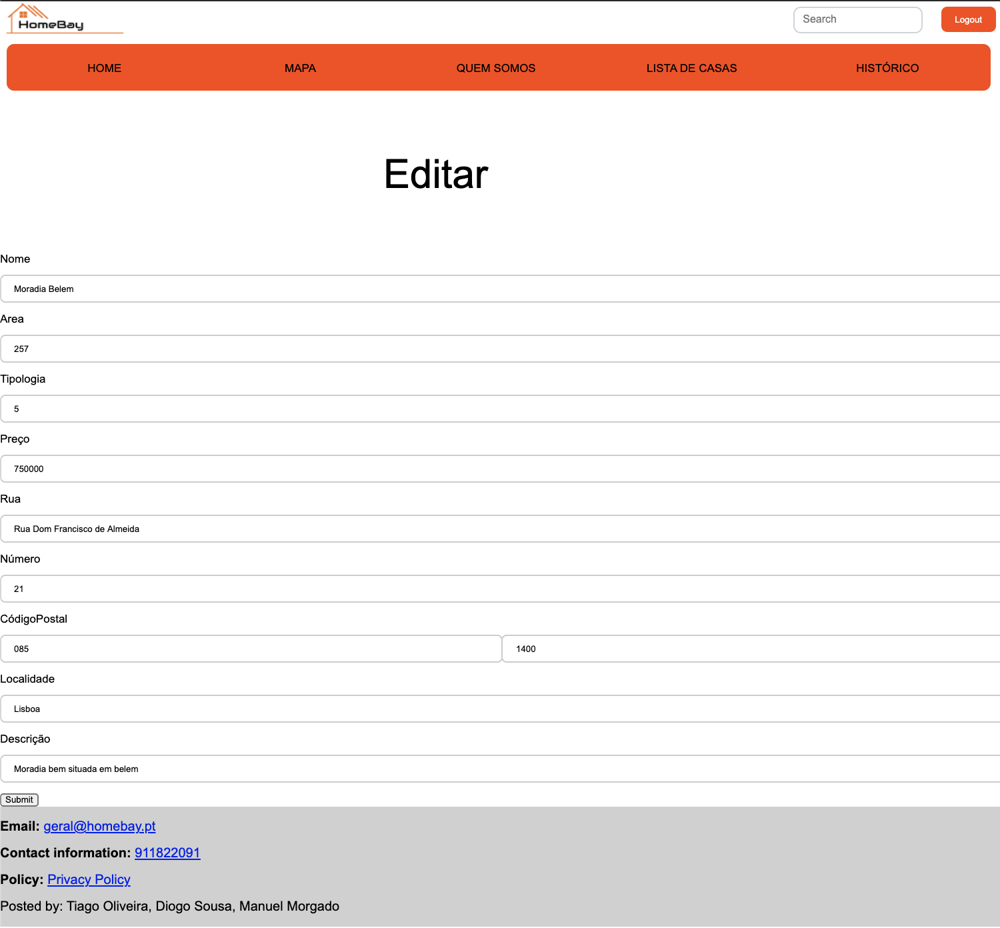 HomeBay
Search
Logout
HOME MAPA QUEM SOMOS LISTA DE CASAS HISTÓRICO
Editar
Nome
Moradia Belem
Area
257
Tipologia
5
Preço
750000
Rua
Rua Dom Francisco de Almeida
Número
21
CódigoPostal
085 1400
Localidade
Lisboa
Descrição
Moradia bem situada em belem
Submit
Email: geral@homebay.pt
Contact information: 911822091
Policy: Privacy Policy
Posted by: Tiago Oliveira, Diogo Sousa, Manuel Morgado